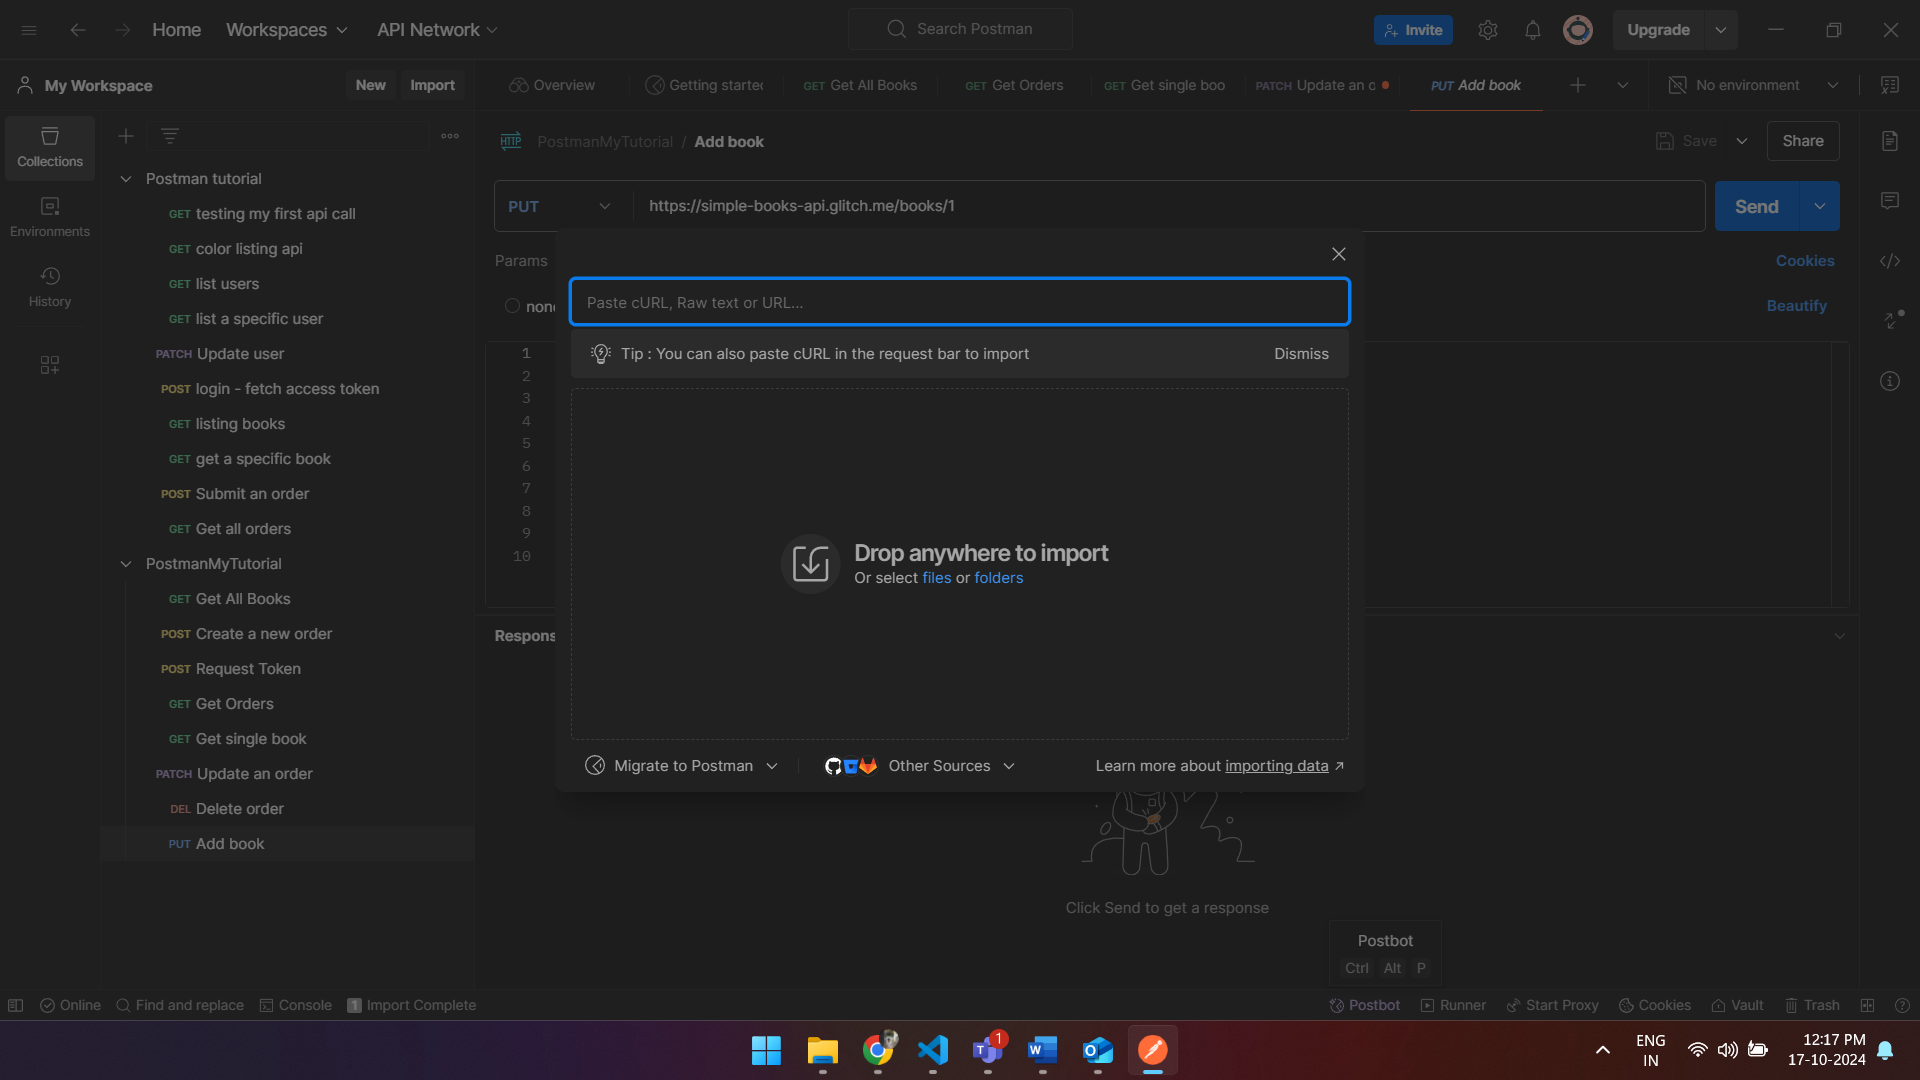 Home
Workspaces
API Network
Search Postman
Invite
Upgrade
My Workspace
New
Import
Overview
Getting started
GET Get All Books
GET Get Orders
GET Get single boo
PATCH Update an o
PUT Add book
No environment
Collections
Environments
History
Postman tutorial
GET testing my first api call
GET color listing api
GET list users
GET list a specific user
PATCH Update user
POST login - fetch access token
GET listing books
GET get a specific book
POST Submit an order
GET Get all orders
PostmanMyTutorial
GET Get All Books
POST Create a new order
POST Request Token
GET Get Orders
GET Get single book
PATCH Update an order
DEL Delete order
PUT Add book
HTTP PostmanMyTutorial / Add book
Save
Share
PUT
https://simple-books-api.glitch.me/books/1
Send
Params
Cookies
none
Beautify
1
2
3
4
5
6
7
8
9
10
Paste cURL, Raw text or URL...
Tip : You can also paste cURL in the request bar to import
Dismiss
Drop anywhere to import
Or select files or folders
Migrate to Postman
Other Sources
Learn more about importing data
Respons
Click Send to get a response
Postbot
Ctrl Alt P
Online
Find and replace
Console
1 Import Complete
Postbot
Runner
Start Proxy
Cookies
Vault
Trash
1
ENG
IN
12:17 PM
17-10-2024